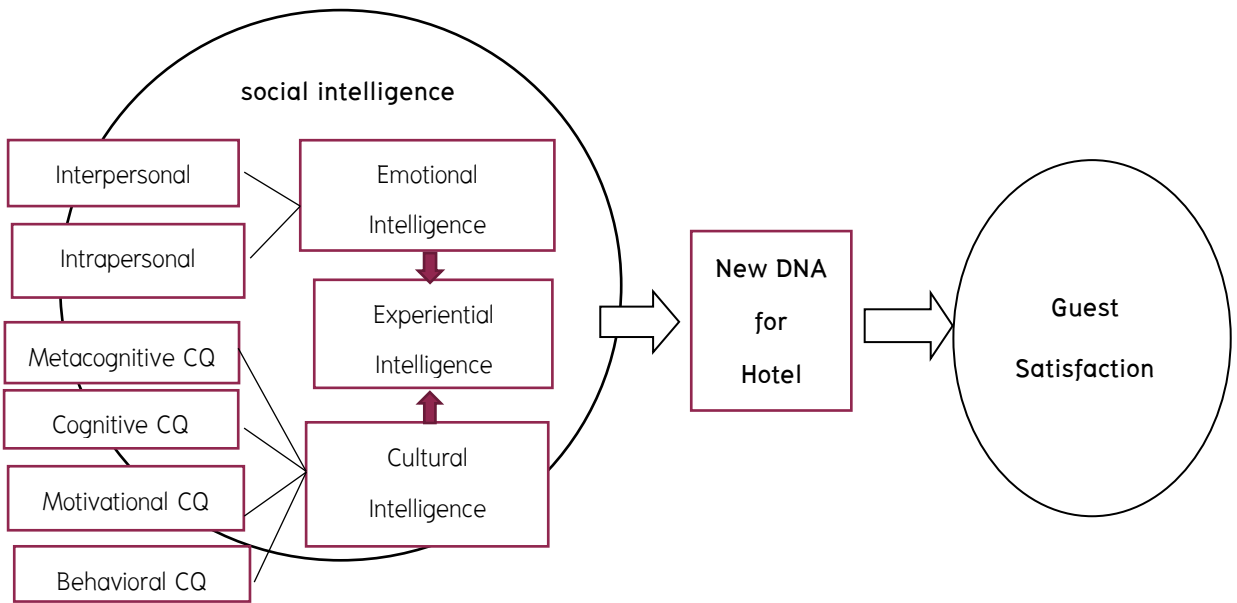 social intelligence
Interpersonal
Intrapersonal
Metacognitive CQ
Cognitive CQ
Motivational CQ
Behavioral CQ
Emotional
Intelligence
Experiential
Intelligence
Cultural
Intelligence
New DNA
for
Hotel
Guest
Satisfaction